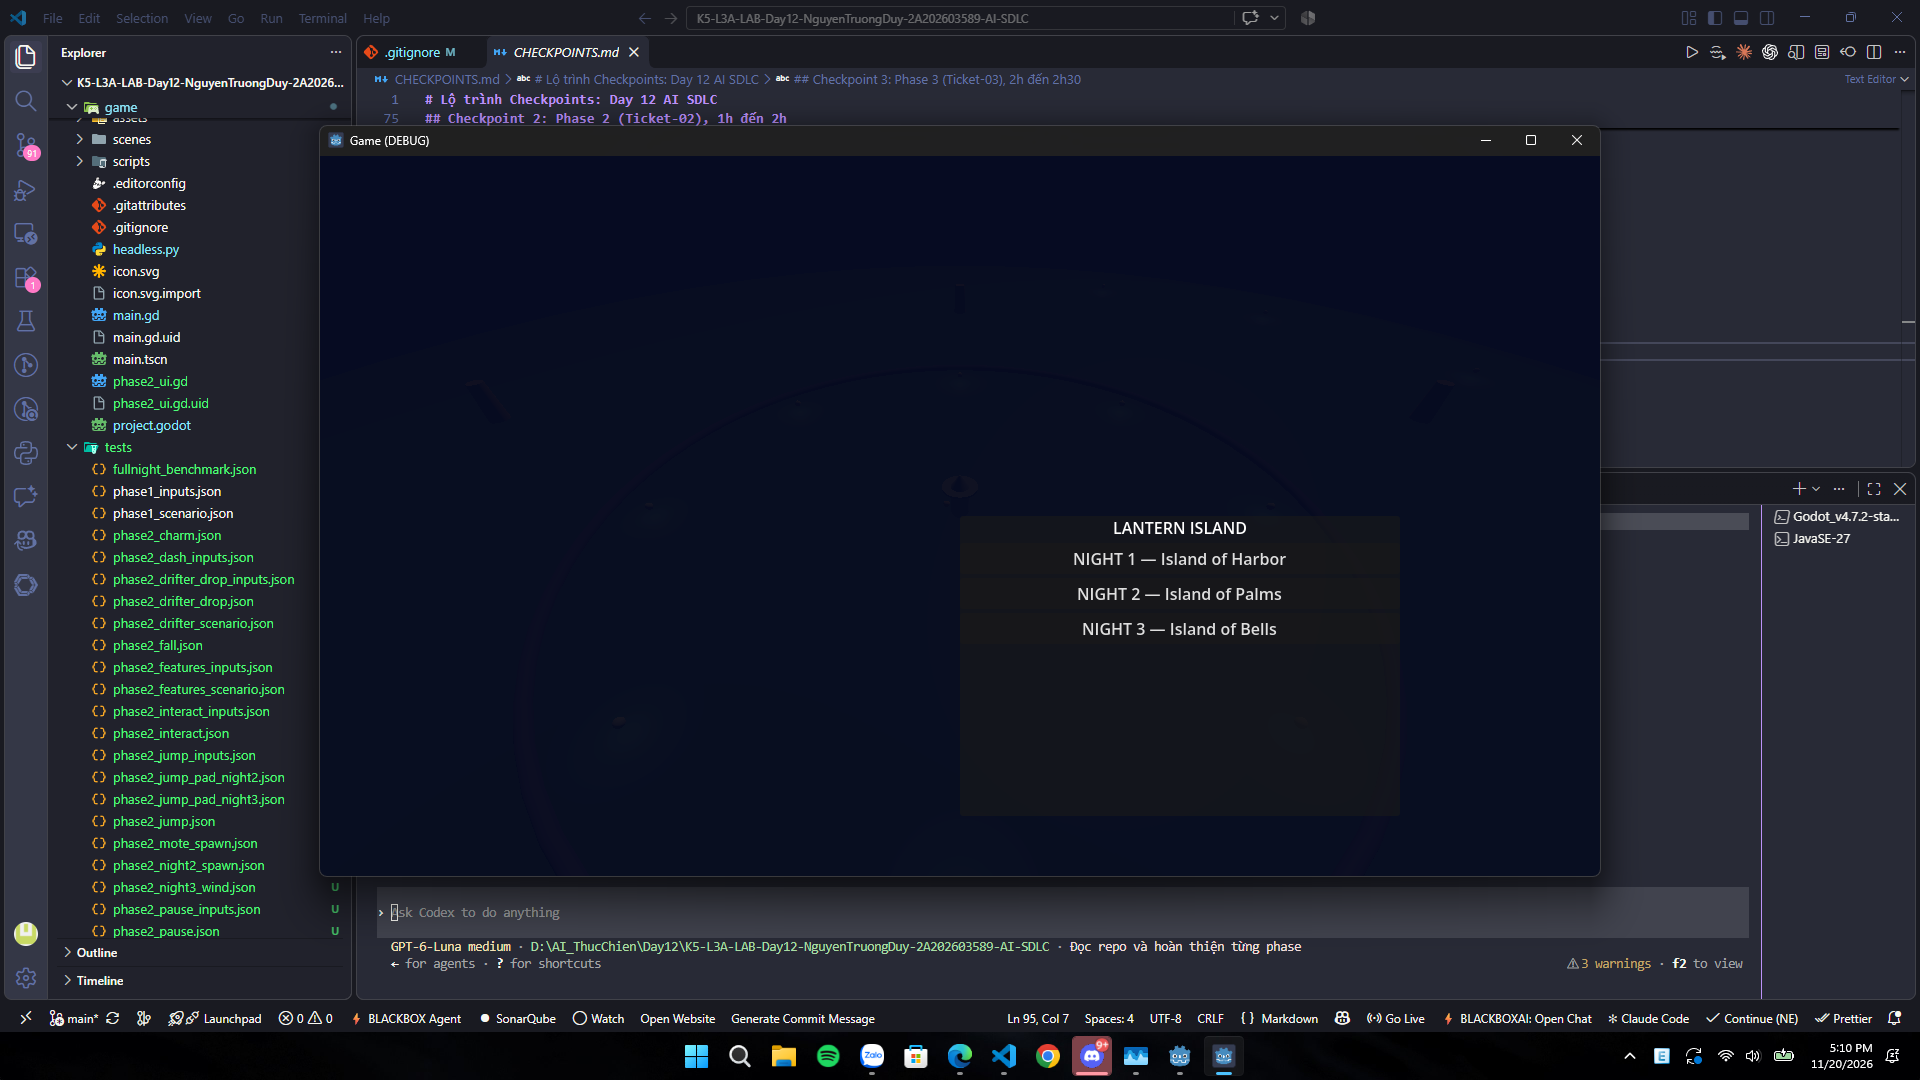 File Edit Selection View Go Run Terminal Help
K5-L3A-LAB-Day12-NguyenTruongDuy-2A202603589-AI-SDLC
Explorer
K5-L3A-LAB-Day12-NguyenTruongDuy-2A2026...
game
assets
scenes
scripts
.editorconfig
.gitattributes
.gitignore
headless.py
icon.svg
icon.svg.import
main.gd
main.gd.uid
main.tscn
phase2_ui.gd
phase2_ui.gd.uid
project.godot
tests
fullnight_benchmark.json
phase1_inputs.json
phase1_scenario.json
phase2_charm.json
phase2_dash_inputs.json
phase2_drifter_drop_inputs.json
phase2_drifter_drop.json
phase2_drifter_scenario.json
phase2_fall.json
phase2_features_inputs.json
phase2_features_scenario.json
phase2_interact_inputs.json
phase2_interact.json
phase2_jump_inputs.json
phase2_jump_pad_night2.json
phase2_jump_pad_night3.json
phase2_jump.json
phase2_mote_spawn.json
phase2_night2_spawn.json
phase2_night3_wind.json U
phase2_pause_inputs.json U
phase2_pause.json U
Outline
Timeline
91
1
.gitignore M
CHECKPOINTS.md
CHECKPOINTS.md > # Lộ trình Checkpoints: Day 12 AI SDLC > ## Checkpoint 3: Phase 3 (Ticket-03), 2h đến 2h30
Text Editor
1 # Lộ trình Checkpoints: Day 12 AI SDLC
75 ## Checkpoint 2: Phase 2 (Ticket-02), 1h đến 2h
Game (DEBUG)
LANTERN ISLAND
NIGHT 1 — Island of Harbor
NIGHT 2 — Island of Palms
NIGHT 3 — Island of Bells
Godot_v4.7.2-sta...
JavaSE-27
› Ask Codex to do anything
GPT-6-Luna medium · D:\AI_ThucChien\Day12\K5-L3A-LAB-Day12-NguyenTruongDuy-2A202603589-AI-SDLC · Đọc repo và hoàn thiện từng phase
← for agents · ? for shortcuts
⚠3 warnings · f2 to view
main* Launchpad 0 0 BLACKBOX Agent SonarQube Watch Open Website Generate Commit Message
Ln 95, Col 7 Spaces: 4 UTF-8 CRLF {} Markdown Go Live BLACKBOXAI: Open Chat Claude Code Continue (NE) Prettier
Zalo
9+
E
5:10 PM
11/20/2026